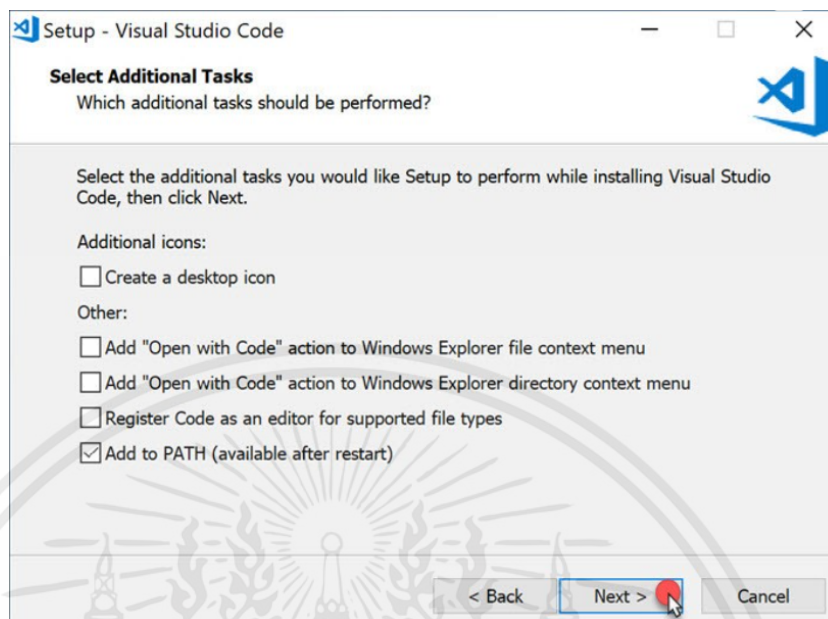 Setup - Visual Studio Code
Select Additional Tasks
Which additional tasks should be performed?
Select the additional tasks you would like Setup to perform while installing Visual Studio
Code, then click Next.
Additional icons:
Create a desktop icon
Other:
Add "Open with Code" action to Windows Explorer file context menu
Add "Open with Code" action to Windows Explorer directory context menu
Register Code as an editor for supported file types
Add to PATH (available after restart)
< Back Next > Cancel